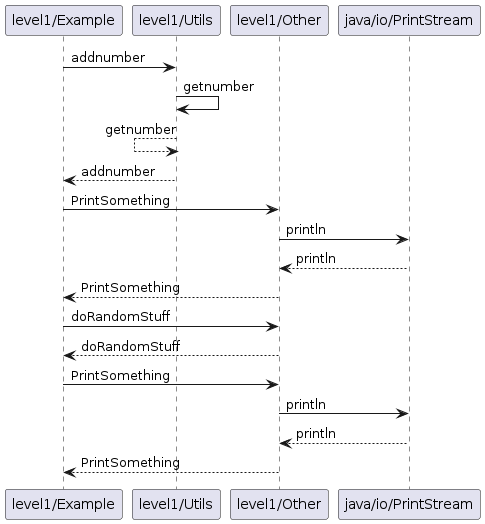 level1/Example level1/Utils level1/Other java/io/PrintStream
addnumber
getnumber
getnumber
addnumber
PrintSomething
println
println
PrintSomething
doRandomStuff
doRandomStuff
PrintSomething
println
println
PrintSomething
level1/Example level1/Utils level1/Other java/io/PrintStream